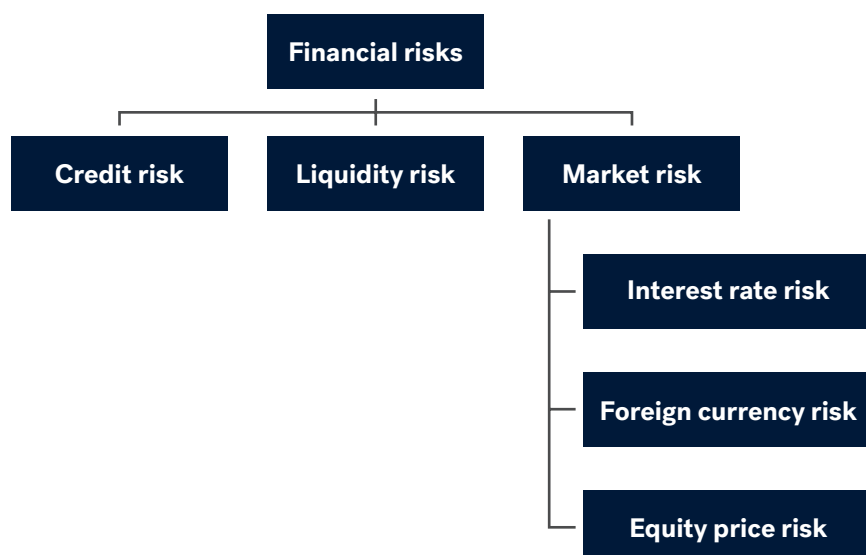 Financial risks
Credit risk
Liquidity risk
Market risk
Interest rate risk
Foreign currency risk
Equity price risk